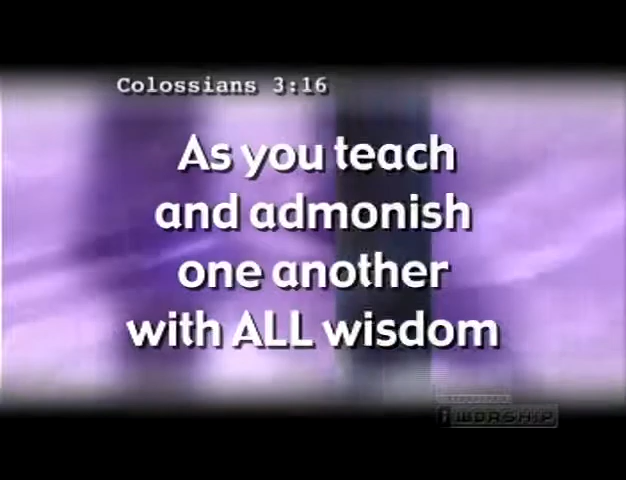 Colossians 3:16
As you teach
and admonish
one another
with ALL wisdom
iWORSHIP